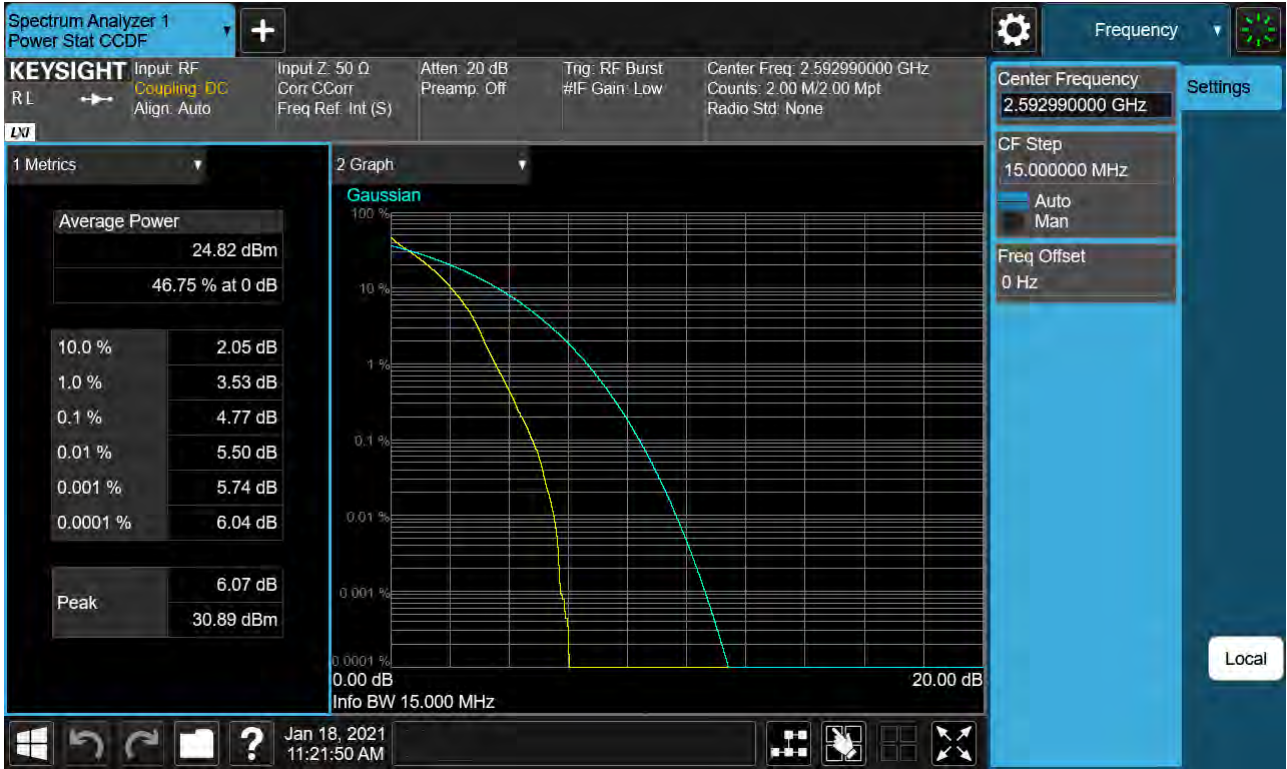 Spectrum Analyzer 1
Power Stat CCDF
Frequency
KEYSIGHT
R L
LXI
Input: RF
Coupling: DC
Align: Auto
Input Z: 50 Ω
Corr CCorr
Freq Ref: Int (S)
Atten: 20 dB
Preamp: Off
Trig: RF Burst
#IF Gain: Low
Center Freq: 2.592990000 GHz
Counts: 2.00 M/2.00 Mpt
Radio Std: None
Center Frequency
2.592990000 GHz
Settings
CF Step
15.000000 MHz
Auto
Man
Freq Offset
0 Hz
1 Metrics
Average Power
24.82 dBm
46.75 % at 0 dB
10.0 % 2.05 dB
1.0 % 3.53 dB
0.1 % 4.77 dB
0.01 % 5.50 dB
0.001 % 5.74 dB
0.0001 % 6.04 dB
Peak
6.07 dB
30.89 dBm
2 Graph
Gaussian
100 %
10 %
1 %
0.1 %
0.01 %
0.001 %
0.0001 %
0.00 dB 20.00 dB
Info BW 15.000 MHz
Local
?
Jan 18, 2021
11:21:50 AM